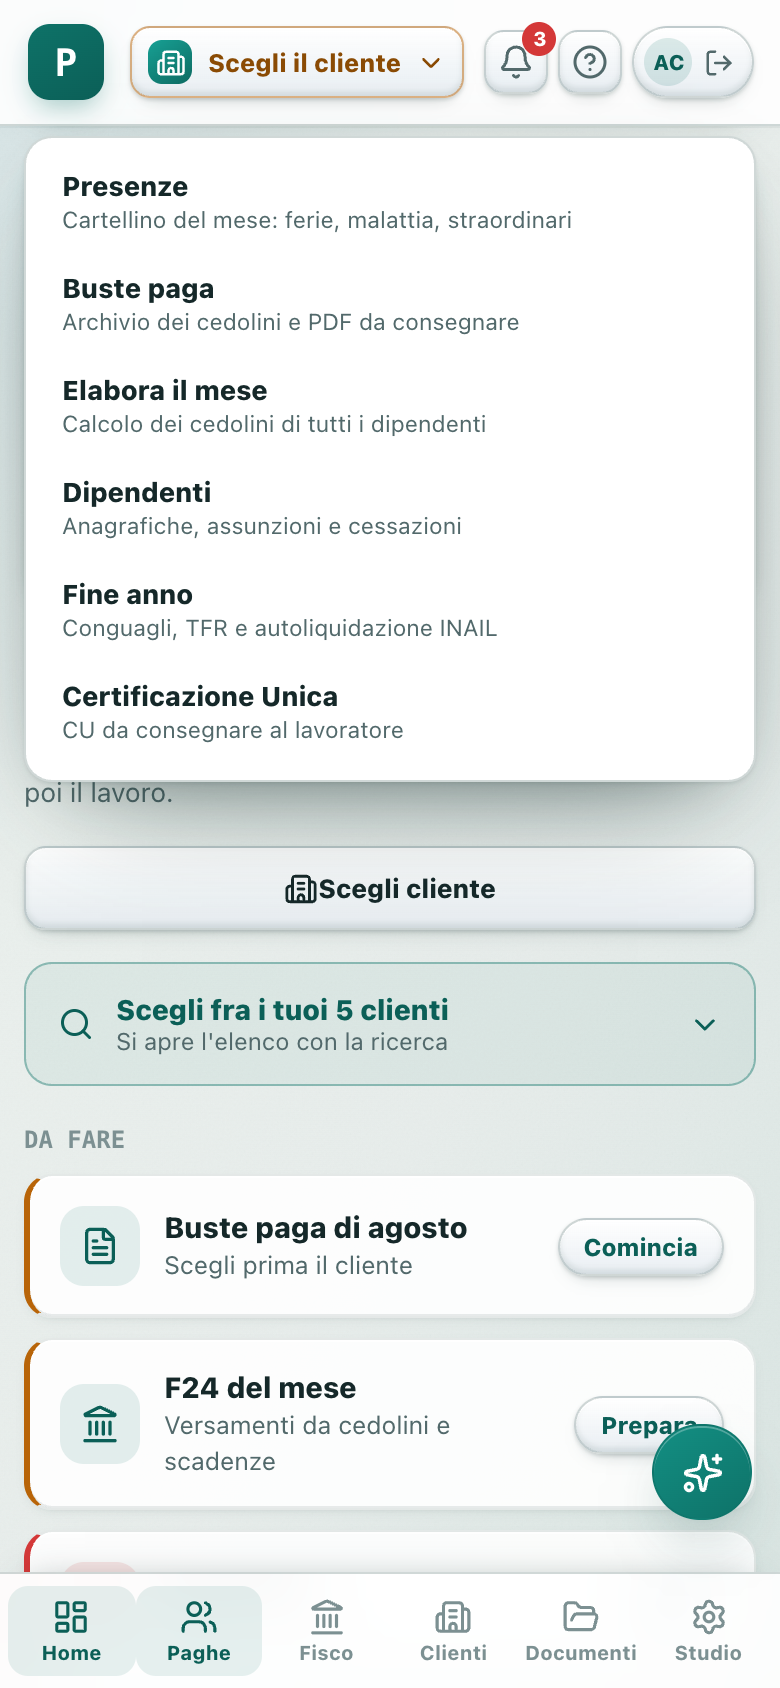 P
Scegli il cliente
3
AC
Presenze
Cartellino del mese: ferie, malattia, straordinari
Buste paga
Archivio dei cedolini e PDF da consegnare
Elabora il mese
Calcolo dei cedolini di tutti i dipendenti
Dipendenti
Anagrafiche, assunzioni e cessazioni
Fine anno
Conguagli, TFR e autoliquidazione INAIL
Certificazione Unica
CU da consegnare al lavoratore
poi il lavoro.
Scegli cliente
Scegli fra i tuoi 5 clienti
Si apre l'elenco con la ricerca
DA FARE
Buste paga di agosto
Scegli prima il cliente
Comincia
F24 del mese
Versamenti da cedolini e
scadenze
Prepara
Home
Paghe
Fisco
Clienti
Documenti
Studio